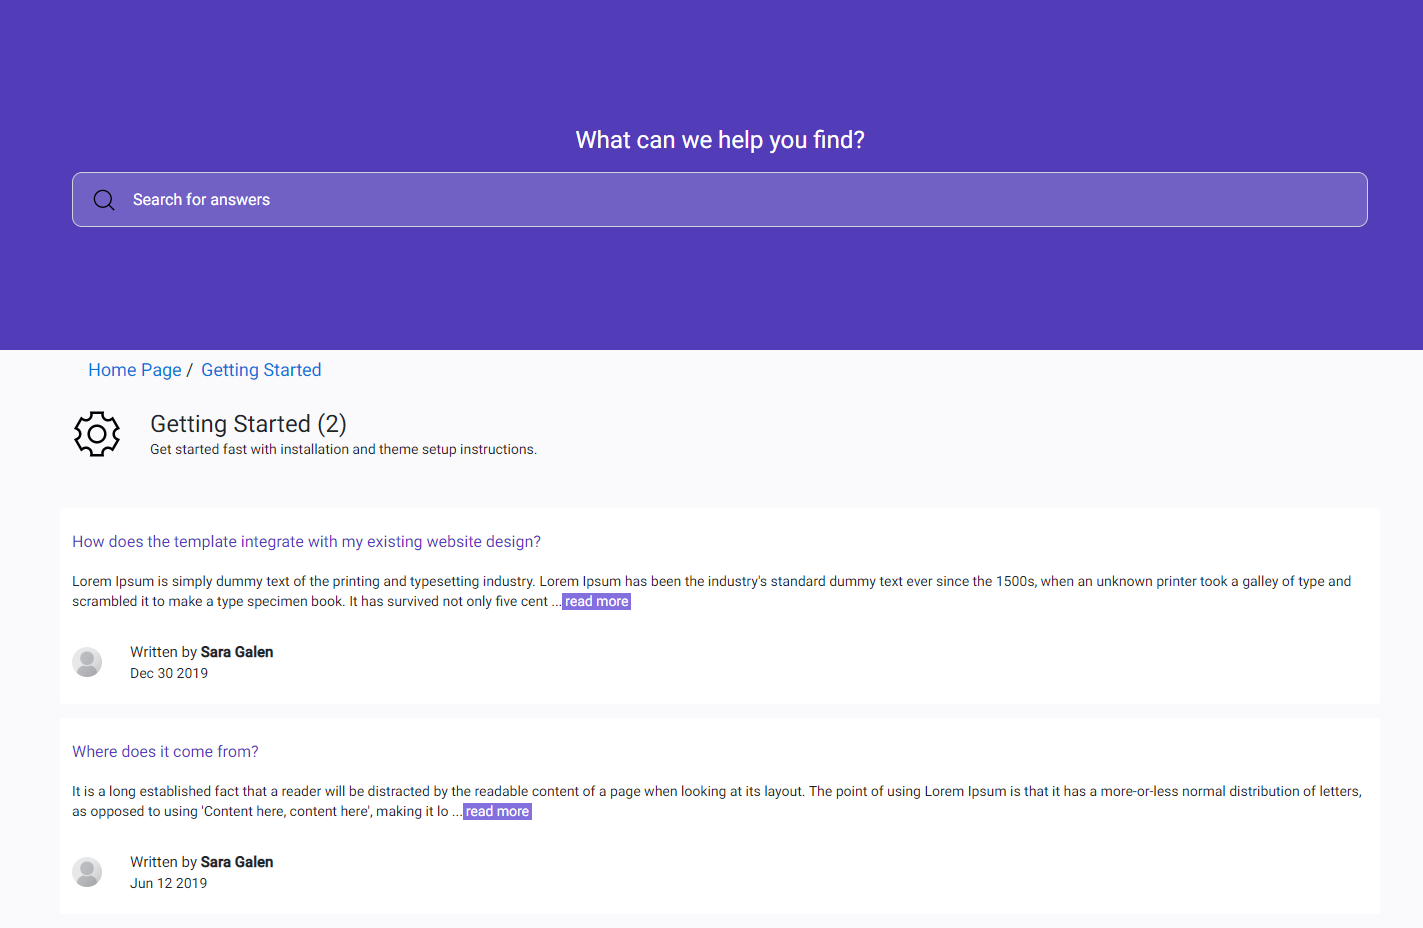 What can we help you find?
Search for answers
Home Page / Getting Started
Getting Started (2)
Get started fast with installation and theme setup instructions.
How does the template integrate with my existing website design?
Lorem Ipsum is simply dummy text of the printing and typesetting industry. Lorem Ipsum has been the industry's standard dummy text ever since the 1500s, when an unknown printer took a galley of type and
scrambled it to make a type specimen book. It has survived not only five cent ...read more
Written by Sara Galen
Dec 30 2019
Where does it come from?
It is a long established fact that a reader will be distracted by the readable content of a page when looking at its layout. The point of using Lorem Ipsum is that it has a more-or-less normal distribution of letters,
as opposed to using 'Content here, content here', making it lo ...read more
Written by Sara Galen
Jun 12 2019